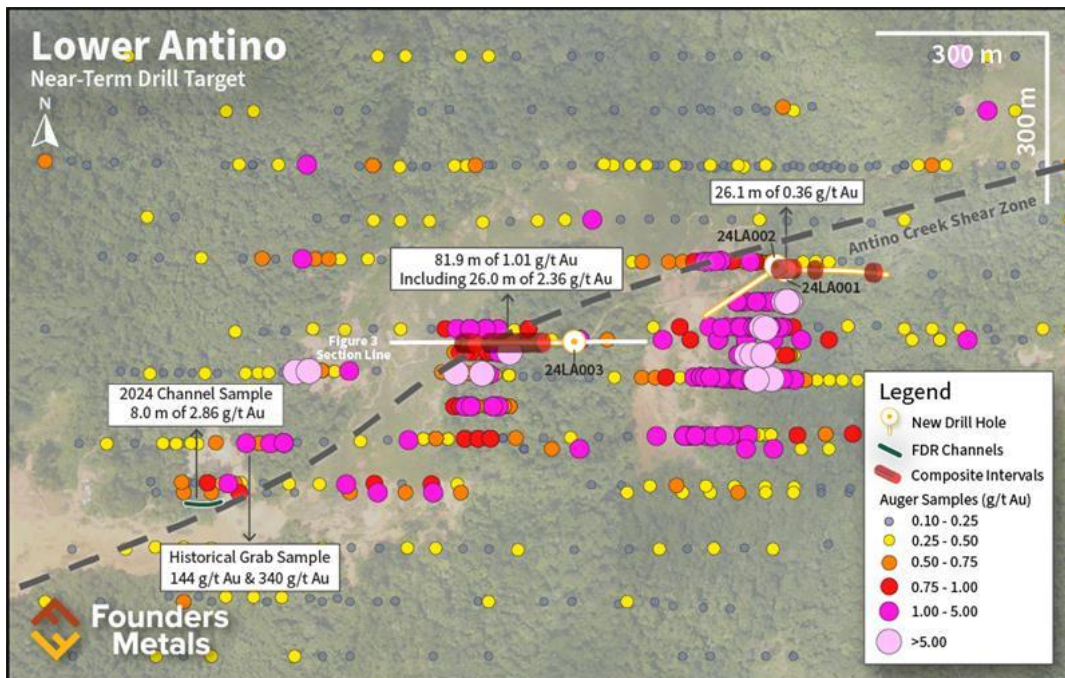 Lower Antino
Near-Term Drill Target
N
300 m
300 m
26.1 m of 0.36 g/t Au
24LA002
Antino Creek Shear Zone
24LA001
81.9 m of 1.01 g/t Au
Including 26.0 m of 2.36 g/t Au
Figure 3
Section Line
24LA003
2024 Channel Sample
8.0 m of 2.86 g/t Au
Historical Grab Sample
144 g/t Au & 340 g/t Au
Founders
Metals
Legend
New Drill Hole
FDR Channels
Composite Intervals
Auger Samples (g/t Au)
0.10 - 0.25
0.25 - 0.50
0.50 - 0.75
0.75 - 1.00
1.00 - 5.00
>5.00